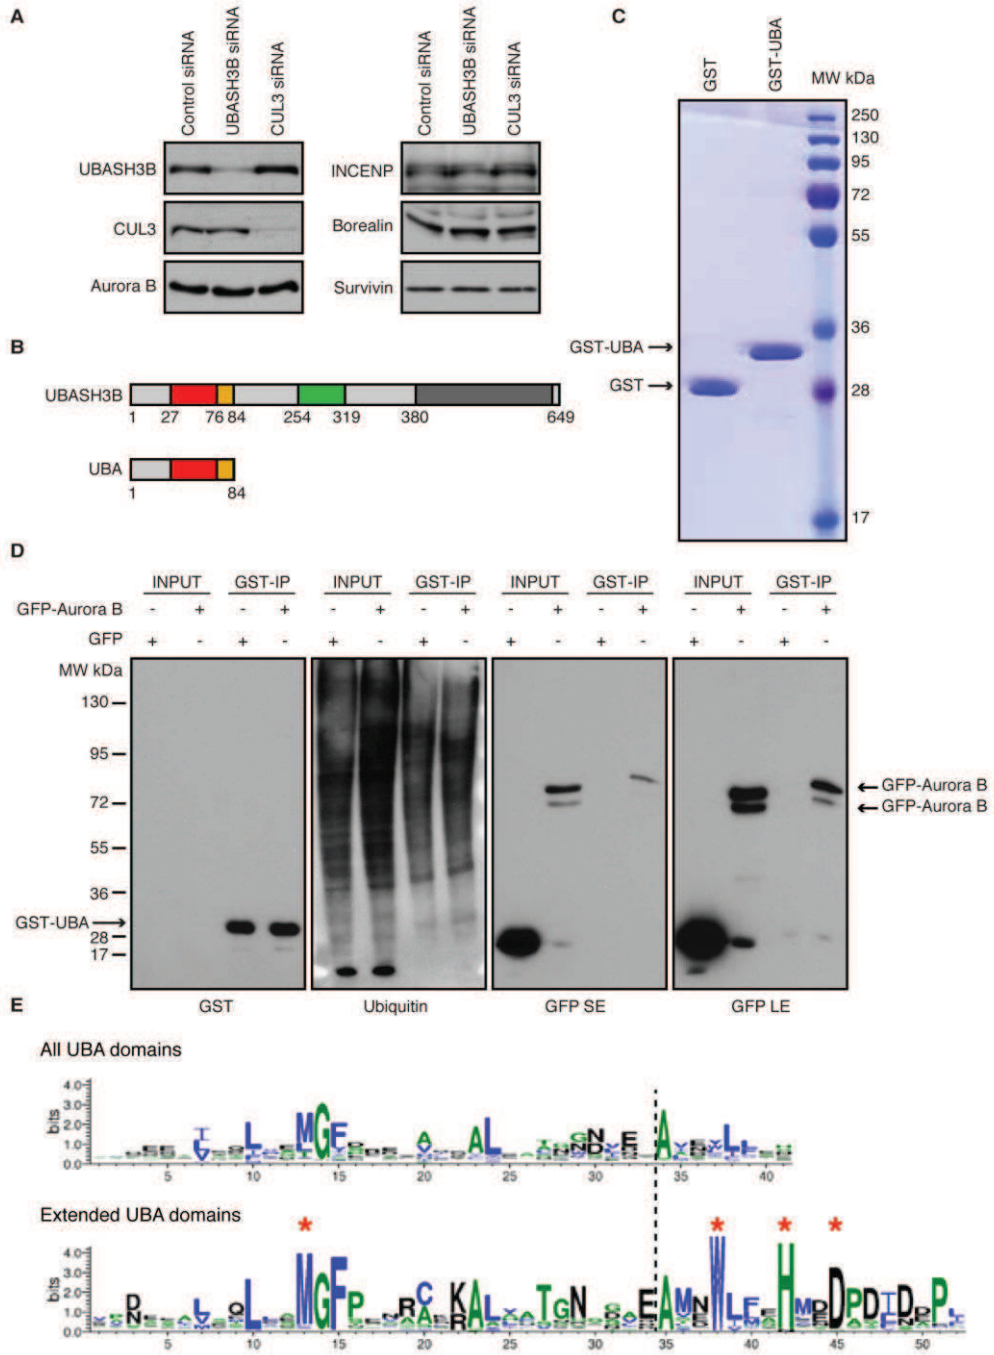 A
Control siRNA
UBASH3B siRNA
CUL3 siRNA
UBASH3B
CUL3
Aurora B
Control siRNA
UBASH3B siRNA
CUL3 siRNA
INCENP
Borealin
Survivin
B
UBASH3B
1 27 76 84 254 319 380 649
UBA
1 84
C
GST
GST-UBA
MW kDa
250
130
95
72
55
36
28
17
GST-UBA →
GST →
D
INPUT GST-IP INPUT GST-IP INPUT GST-IP INPUT GST-IP
GFP-Aurora B - + - + - + - + - + - + - + - +
GFP + - + - + - + - + - + - + - + -
MW kDa
130
95
72
55
36
GST-UBA →
28
17
← GFP-Aurora B
← GFP-Aurora B
GST Ubiquitin GFP SE GFP LE
E
All UBA domains
bits
4.0
3.0
2.0
1.0
0.0
5 10 15 20 25 30 35 40
Extended UBA domains
* * * *
bits
4.0
3.0
2.0
1.0
0.0
5 10 15 20 25 30 35 40 45 50